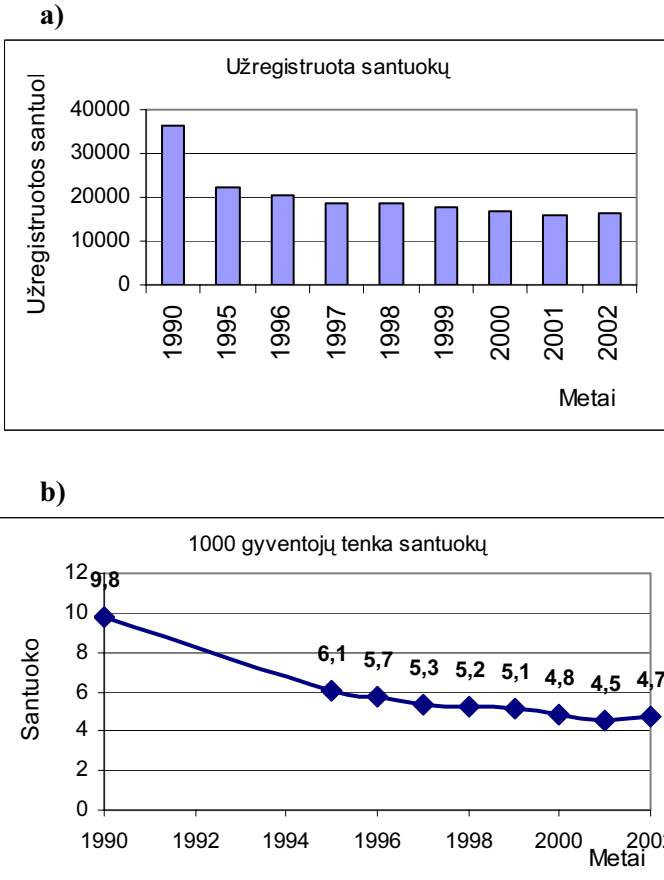 a)
Užregistruota santuokų
Užregistruotos santuol
40000
30000
20000
10000
0
1990 1995 1996 1997 1998 1999 2000 2001 2002
Metai
b)
1000 gyventojų tenka santuokų
Santuoko
12
10
8
6
4
2
0
9,8 6,1 5,7 5,3 5,2 5,1 4,8 4,5 4,7
1990 1992 1994 1996 1998 2000 2002
Metai